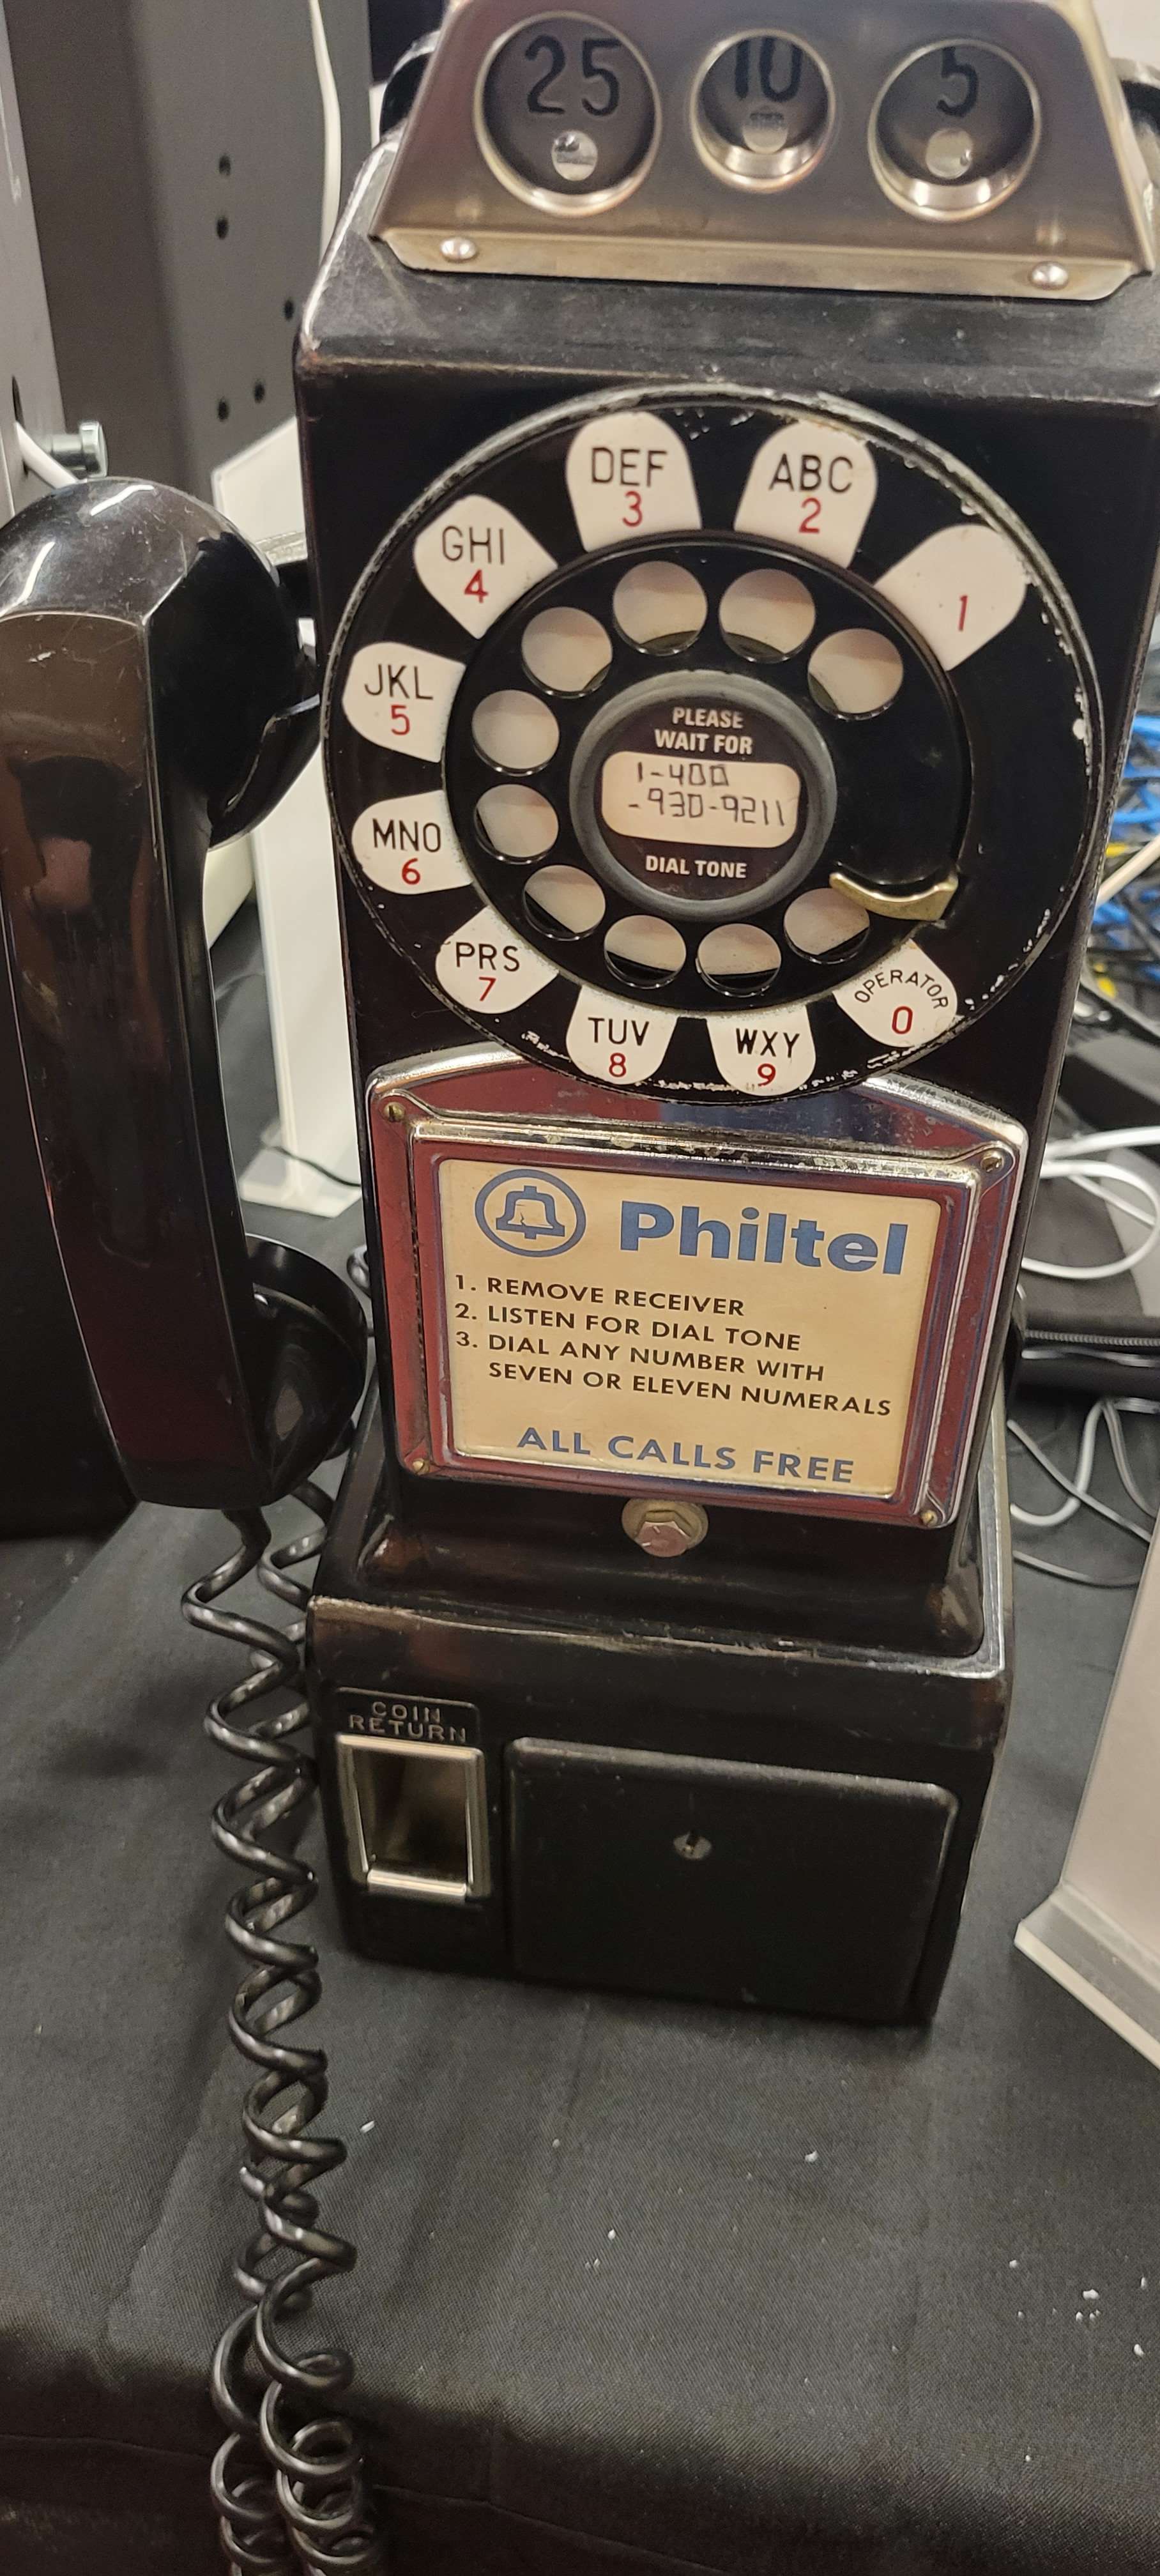 25 10 5
DEF
3
ABC
2
1
GHI
4
JKL
5
MNO
6
PRS
7
TUV
8
WXY
9
OPERATOR
0
PLEASE
WAIT FOR
1-400
-930-9211
DIAL TONE
Philtel
1. REMOVE RECEIVER
2. LISTEN FOR DIAL TONE
3. DIAL ANY NUMBER WITH
SEVEN OR ELEVEN NUMERALS
ALL CALLS FREE
COIN
RETURN